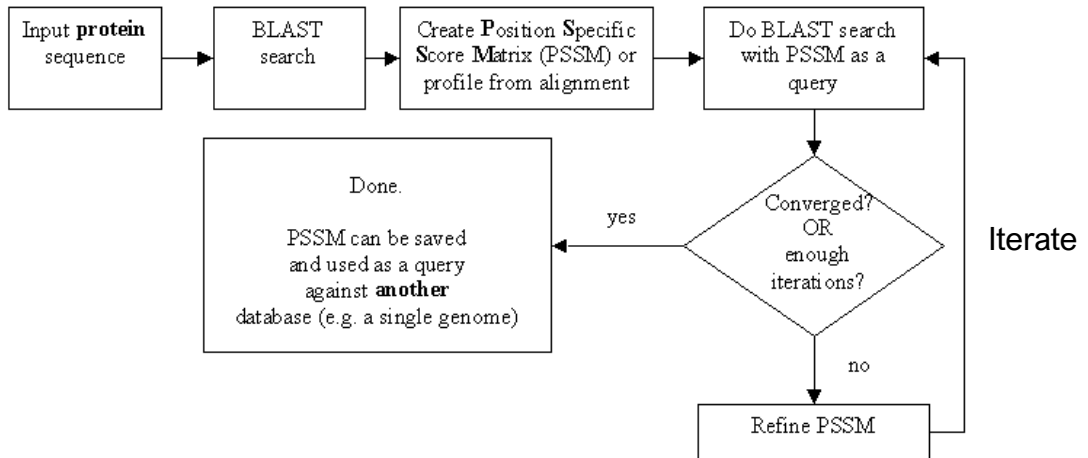 Input protein
sequence
BLAST
search
Create Position Specific
Score Matrix (PSSM) or
profile from alignment
Do BLAST search
with PSSM as a
query
Converged?
OR
enough
iterations?
Iterate
yes
Done.
PSSM can be saved
and used as a query
against another
database (e.g. a single genome)
no
Refine PSSM